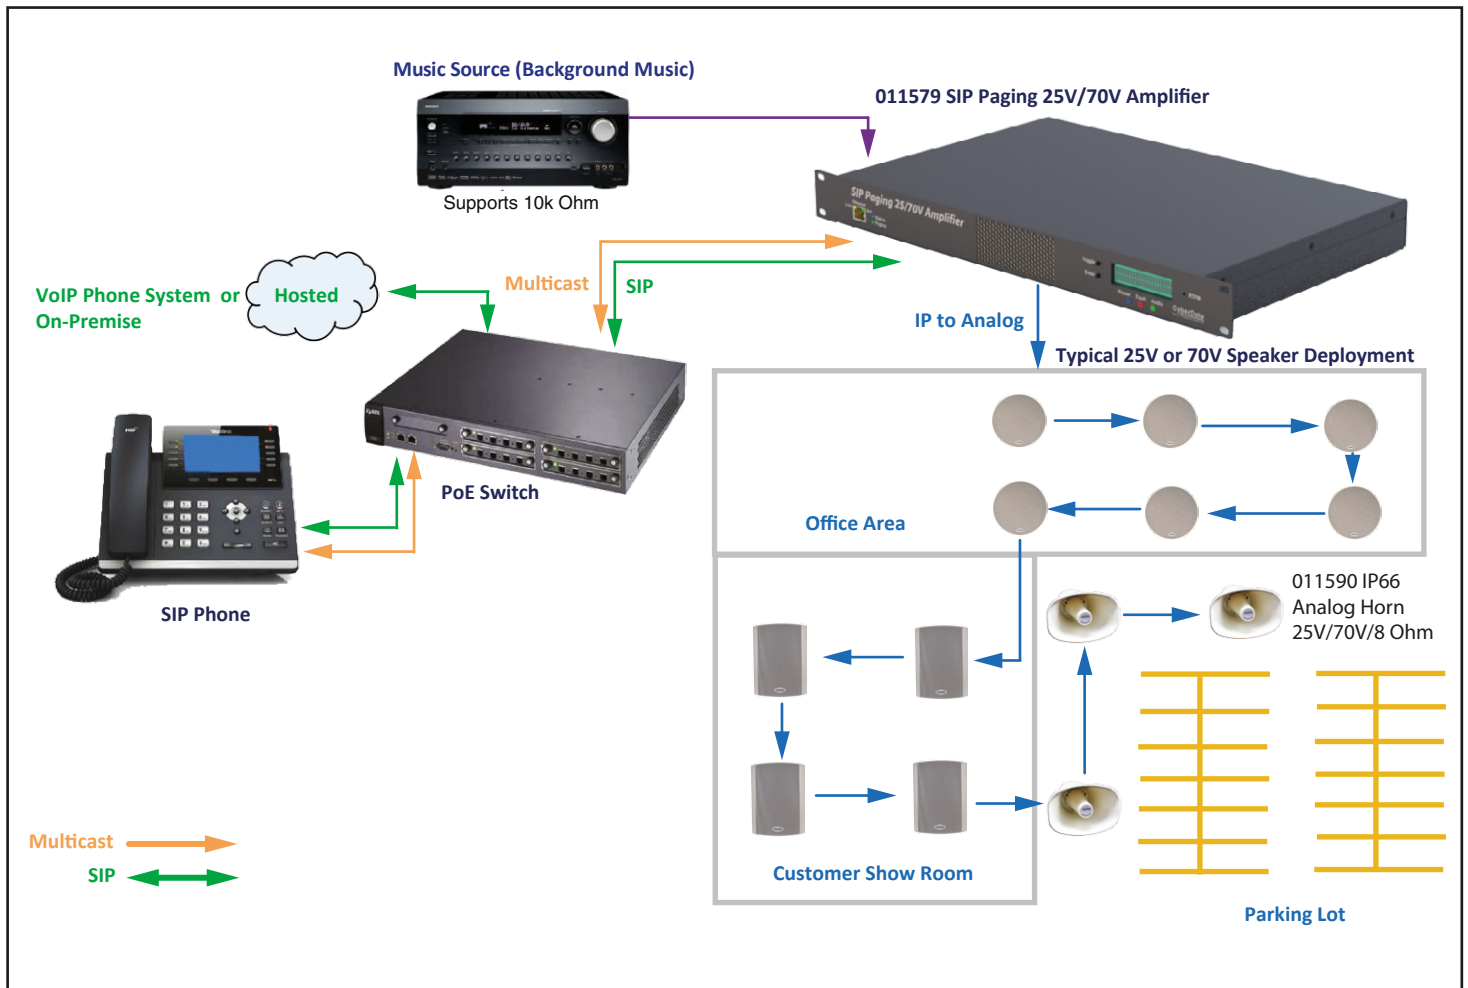 Music Source (Background Music)
Supports 10k Ohm
011579 SIP Paging 25V/70V Amplifier
SIP Paging 25/70V Amplifier
CyberData
Multicast
SIP
VoIP Phone System or
On-Premise
Hosted
IP to Analog
Typical 25V or 70V Speaker Deployment
ZyXEL
PoE Switch
Yealink
SIP Phone
Office Area
011590 IP66
Analog Horn
25V/70V/8 Ohm
Customer Show Room
Parking Lot
Multicast
SIP